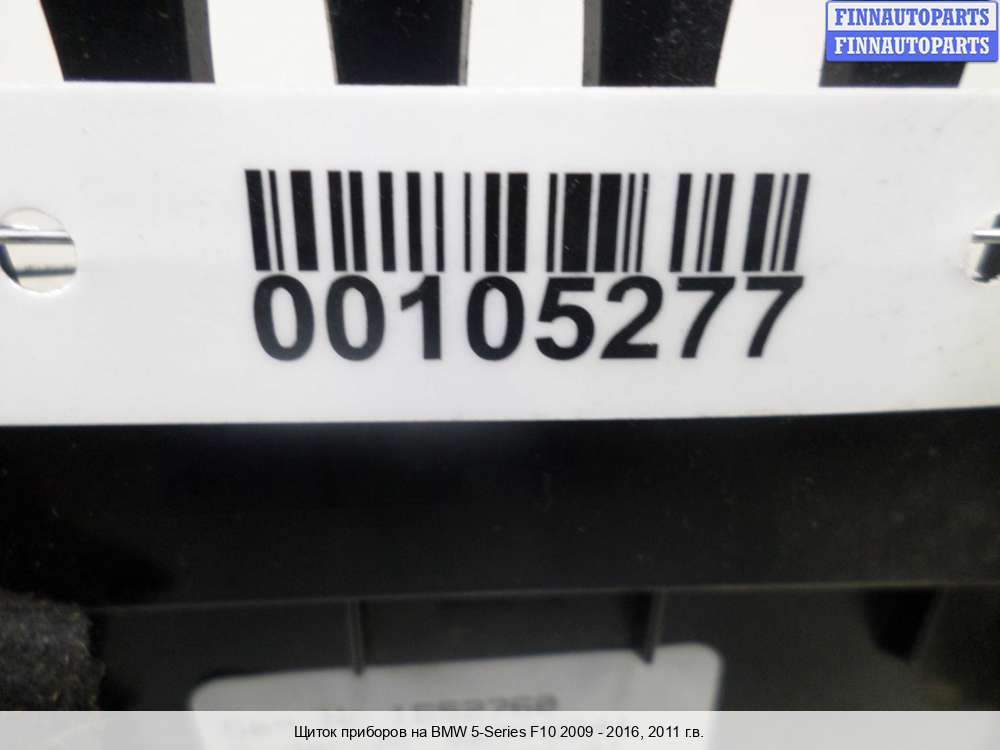 FINNAUTOPARTS
FINNAUTOPARTS
00105277
Щиток приборов на BMW 5-Series F10 2009 - 2016, 2011 г.в.